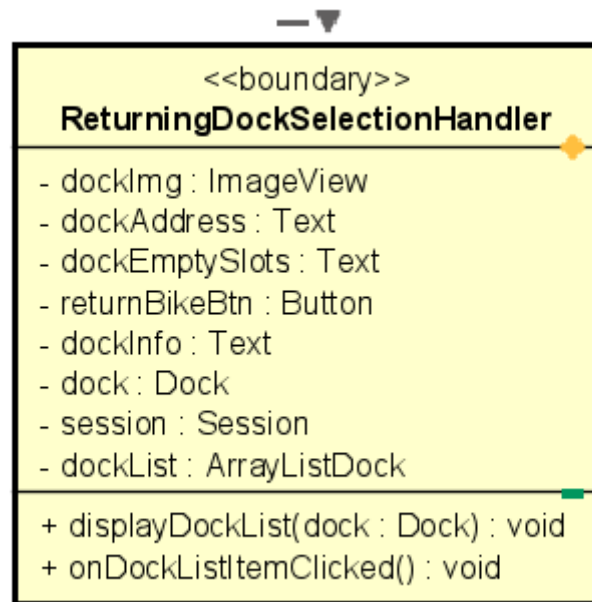 <<boundary>>
ReturningDockSelectionHandler
- dockImg : ImageView
- dockAddress : Text
- dockEmptySlots : Text
- returnBikeBtn : Button
- dockInfo : Text
- dock : Dock
- session : Session
- dockList : ArrayListDock
+ displayDockList(dock : Dock) : void
+ onDockListItemClicked() : void